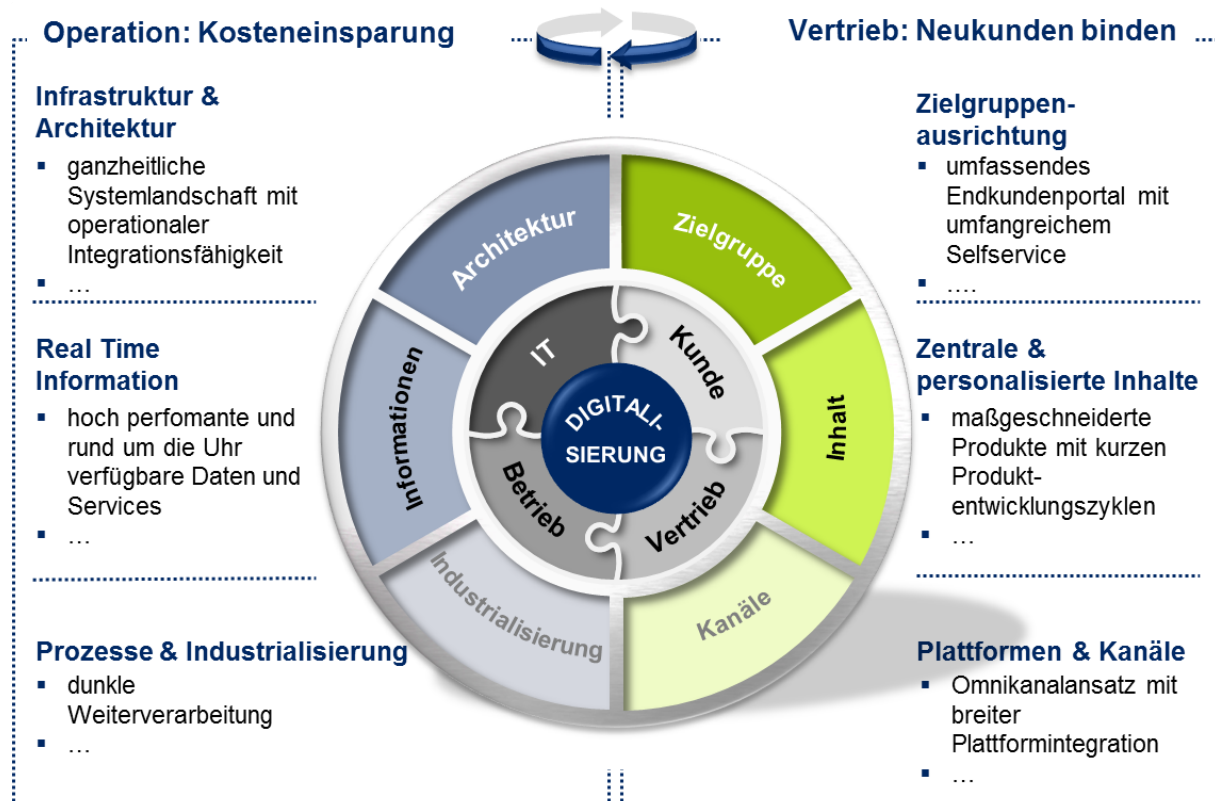 Operation: Kosteneinsparung
Infrastruktur &
Architektur
ganzheitliche
Systemlandschaft mit
operationaler
Integrationsfähigkeit
…
Real Time
Information
hoch perfomante und
rund um die Uhr
verfügbare Daten und
Services
…
Prozesse & Industrialisierung
dunkle
Weiterverarbeitung
…
Architektur
Zielgruppe
Informationen
Inhalt
Industrialisierung
Kanäle
IT
Kunde
Betrieb
Vertrieb
DIGITALI-
SIERUNG
Vertrieb: Neukunden binden
Zielgruppen-
ausrichtung
umfassendes
Endkundenportal mit
umfangreichem
Selfservice
….
Zentrale &
personalisierte Inhalte
maßgeschneiderte
Produkte mit kurzen
Produkt-
entwicklungszyklen
…
Plattformen & Kanäle
Omnikanalansatz mit
breiter
Plattformintegration
…